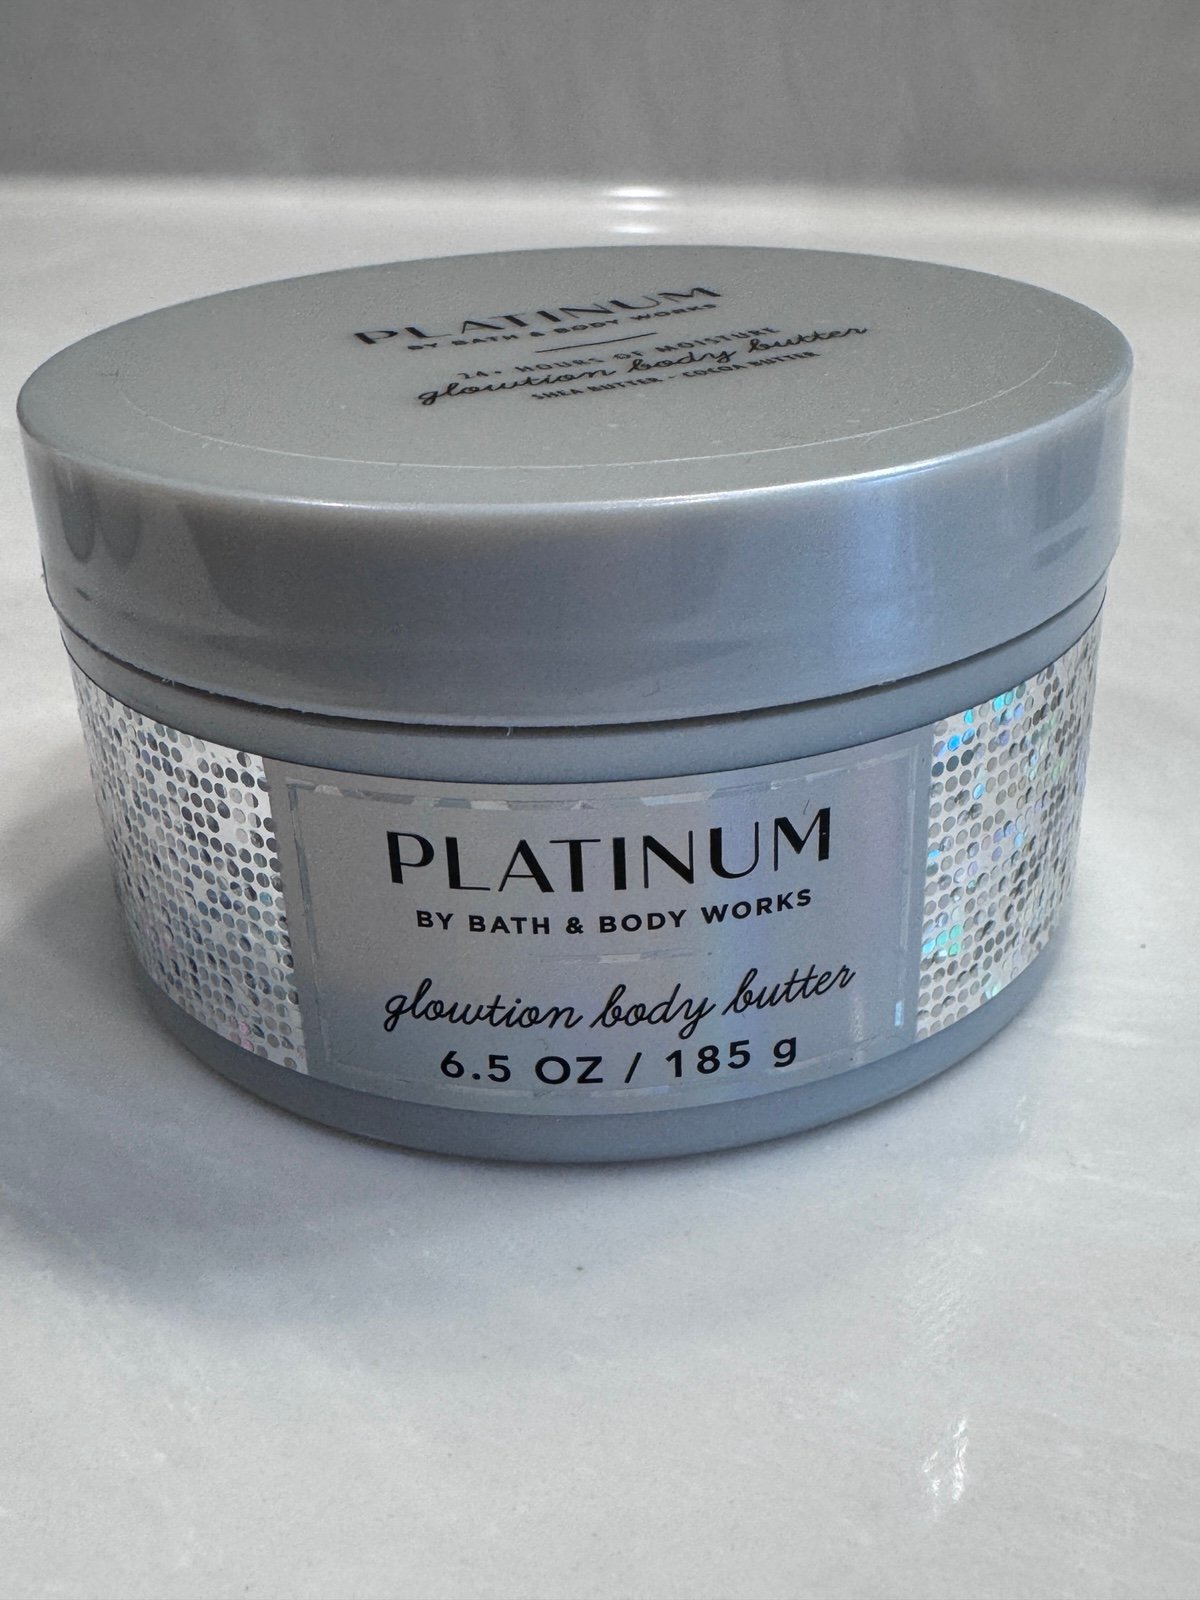 PLATINUM
BY BATH & BODY WORKS
24+ HOURS OF MOISTURE
glowtion body butter
SHEA BUTTER - COCOA BUTTER
PLATINUM
BY BATH & BODY WORKS
glowtion body butter
6.5 OZ / 185 g